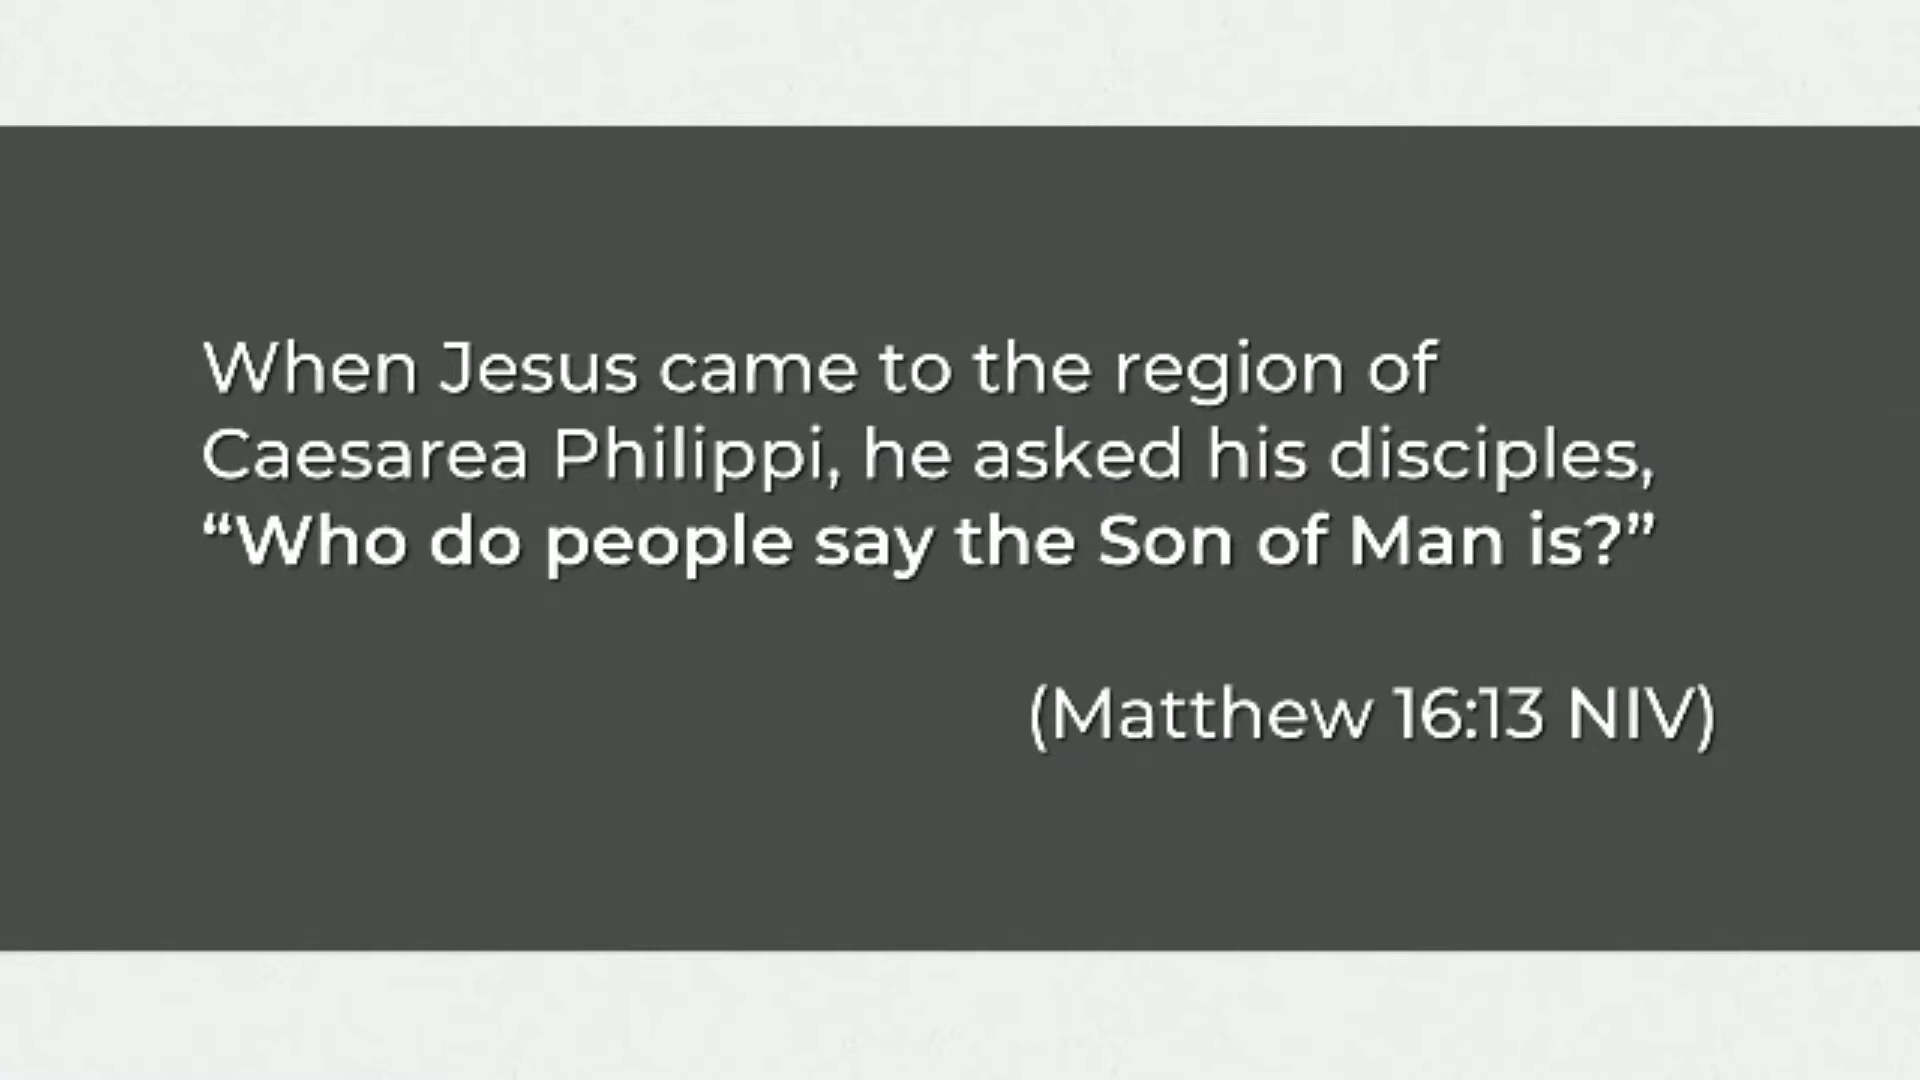 When Jesus came to the region of
Caesarea Philippi, he asked his disciples,
“Who do people say the Son of Man is?”
(Matthew 16:13 NIV)